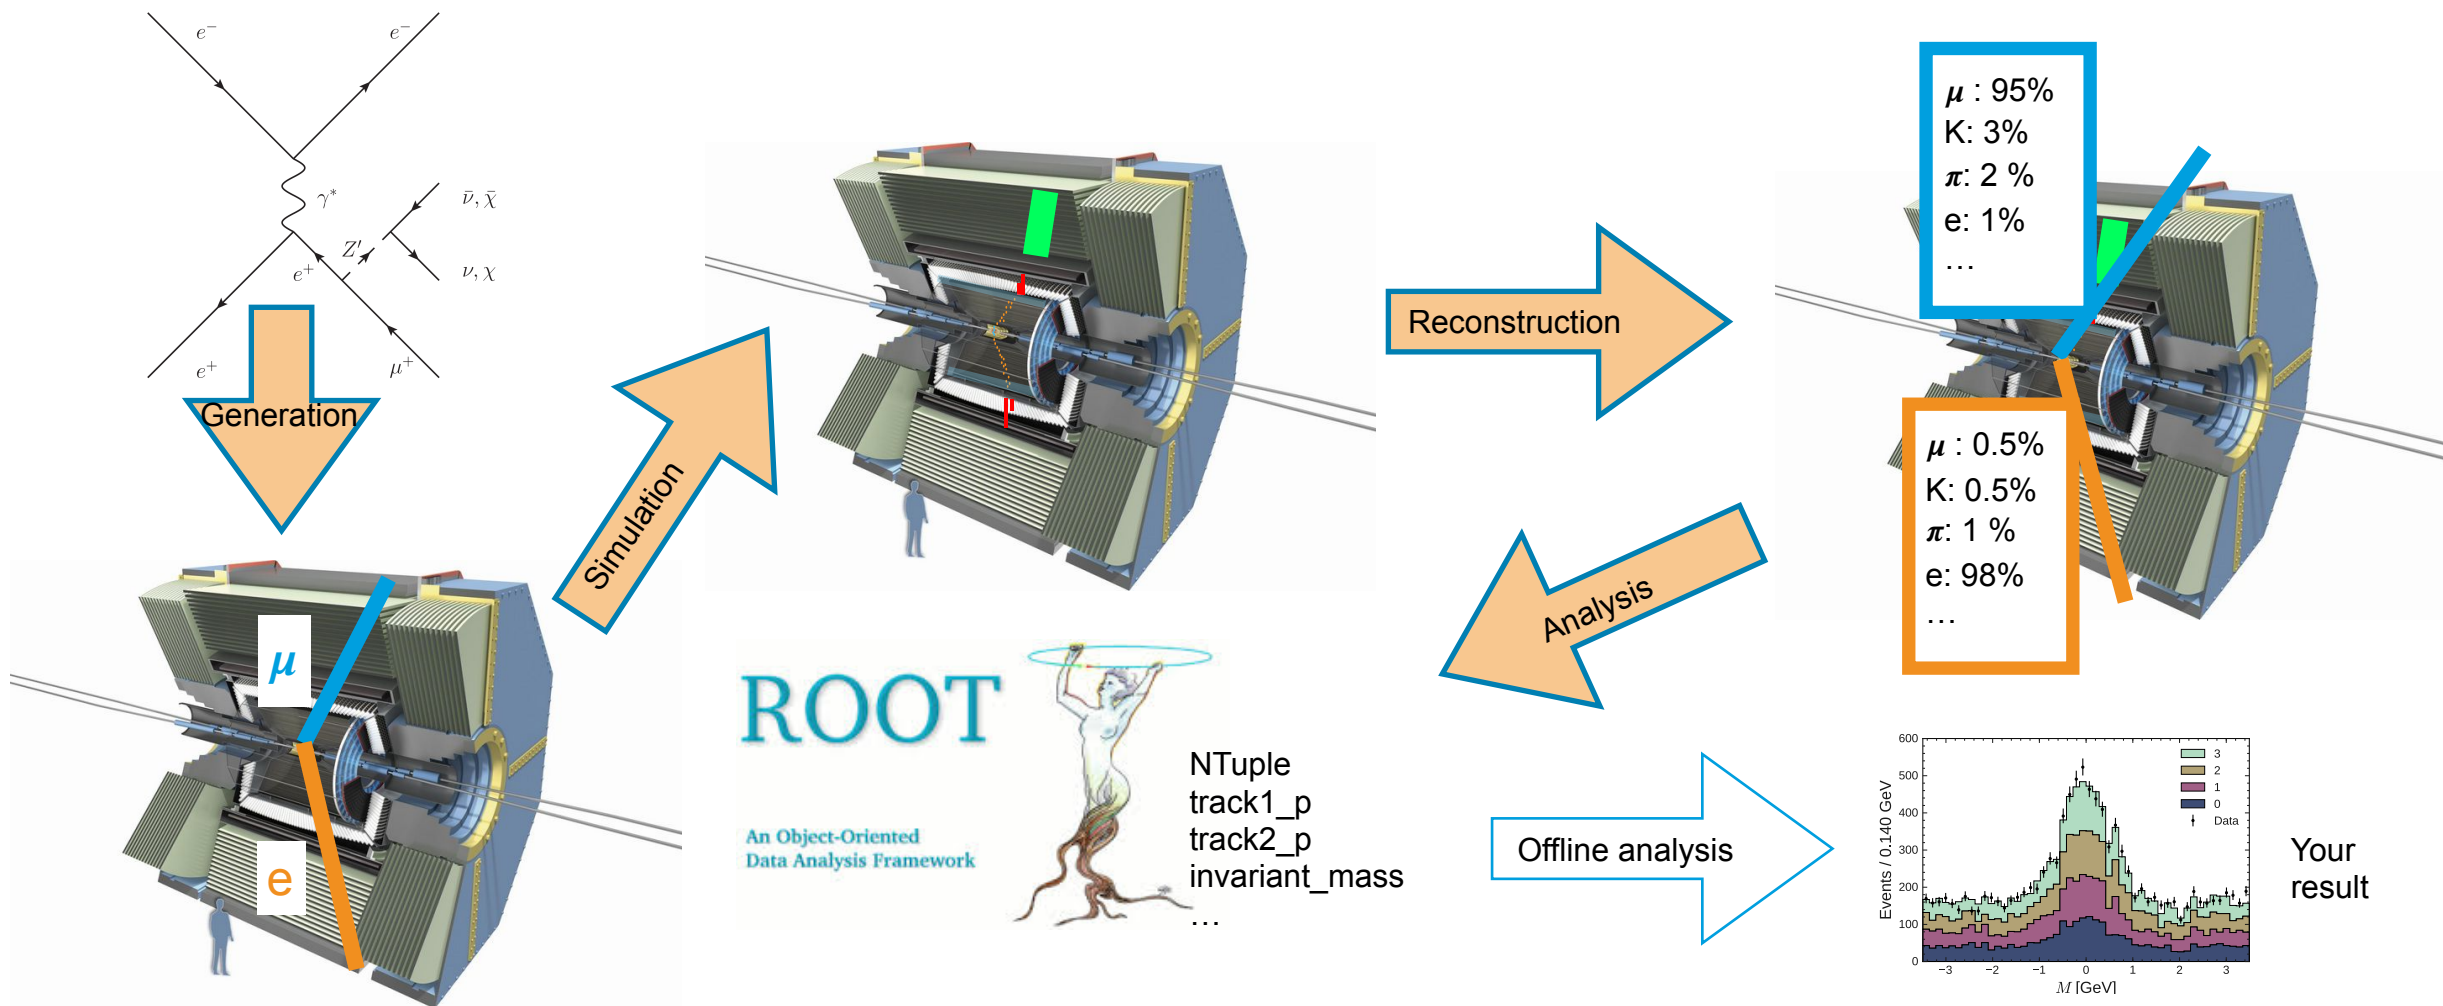 e⁻
e⁻
γ*
ν̄, χ̄
Z′
e⁺
ν, χ
e⁺
μ⁺
Generation
μ
e
Simulation
Reconstruction
μ : 95%
K: 3%
π: 2 %
e: 1%
…
μ : 0.5%
K: 0.5%
π: 1 %
e: 98%
…
Analysis
ROOT
An Object-Oriented
Data Analysis Framework
NTuple
track1_p
track2_p
invariant_mass
…
Offline analysis
Events / 0.140 GeV
600
500
400
300
200
100
0
3
2
1
0
Data
−3 −2 −1 0 1 2 3
M [GeV]
Your
result